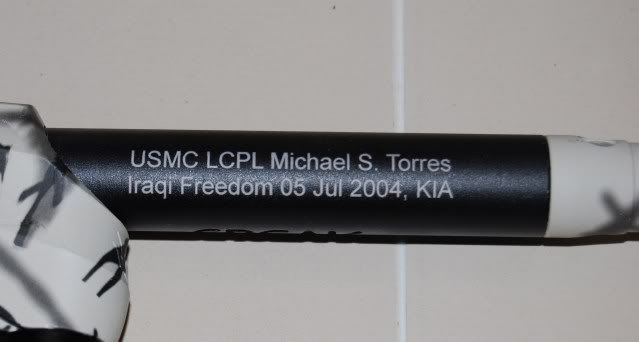 USMC LCPL Michael S. Torres
Iraqi Freedom 05 Jul 2004, KIA